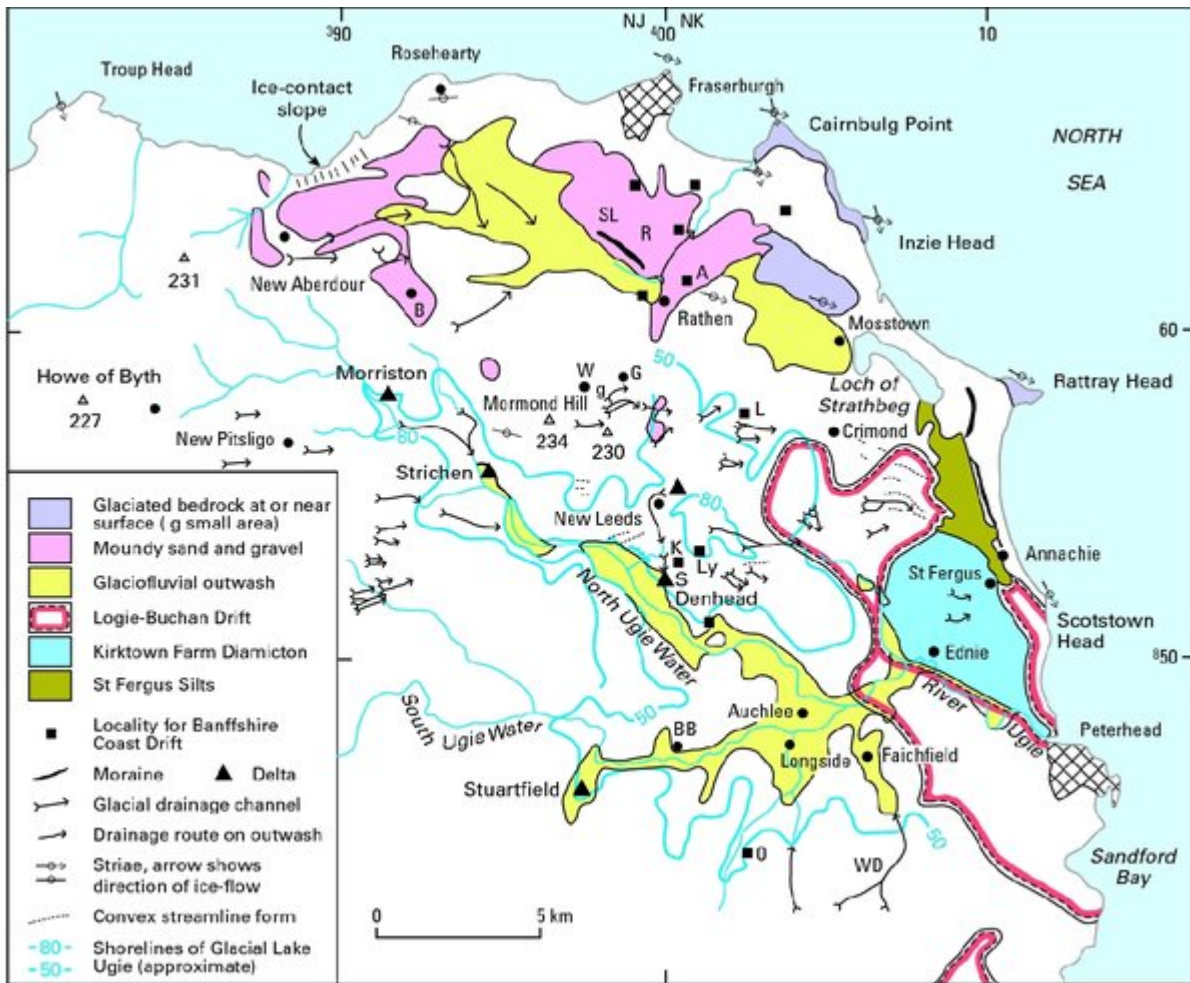 ³90
NJ
⁴00
NK
10
Troup Head
Rosehearty
Ice-contact
slope
Fraserburgh
Cairnbulg Point
NORTH
SEA
SL
R
Inzie Head
231
New Aberdour
B
A
Rathen
Mosstown
60
Howe of Byth
227
Morriston
W
G
g
50
Mormond Hill
234
230
L
Loch of
Strathbeg
Crimond
Rattray Head
New Pitsligo
80
Strichen
80
New Leeds
K
Ly
S
Denhead
Annachie
St Fergus
Scotstown
Head
Ednie
⁸50
North Ugie Water
River
Ugie
South
Ugie Water
50
BB
Auchlee
Longside
Faichfield
Peterhead
Stuartfield
O
WD
50
Sandford
Bay
0
5 km
Glaciated bedrock at or near
surface ( g small area)
Moundy sand and gravel
Glaciofluvial outwash
Logie-Buchan Drift
Kirktown Farm Diamicton
St Fergus Silts
Locality for Banffshire
Coast Drift
Moraine
Delta
Glacial drainage channel
Drainage route on outwash
Striae, arrow shows
direction of ice-flow
Convex streamline form
80
Shorelines of Glacial Lake
50
Ugie (approximate)